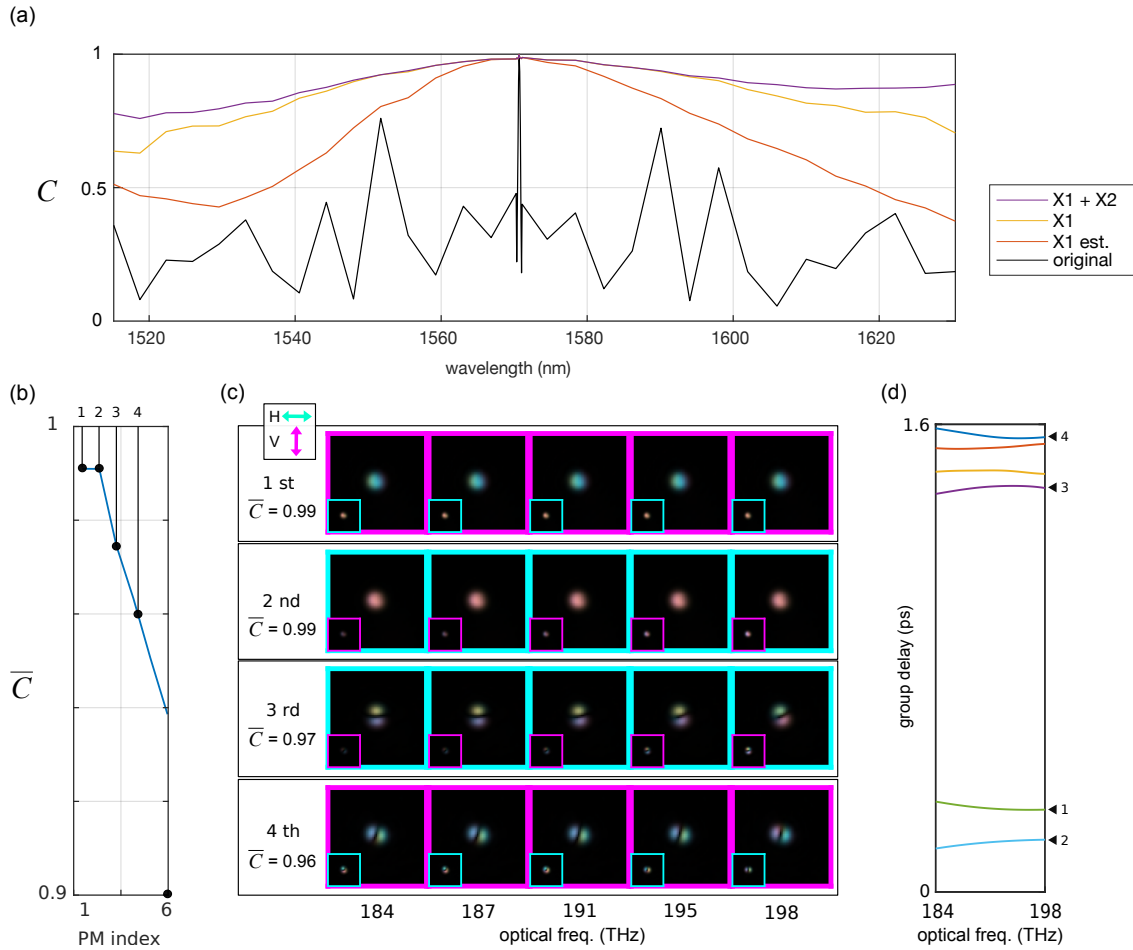 (a)
1
0.5
0
C
1520
1540
1560
1580
1600
1620
wavelength (nm)
X1 + X2
X1
X1 est.
original
(b)
1
1 2 3 4
C̅
0.9
1 6
PM index
(c)
H
V
1 st
C̅ = 0.99
2 nd
C̅ = 0.99
3 rd
C̅ = 0.97
4 th
C̅ = 0.96
184 187 191 195 198
optical freq. (THz)
(d)
1.6
group delay (ps)
0
4
3
1
2
184 198
optical freq. (THz)